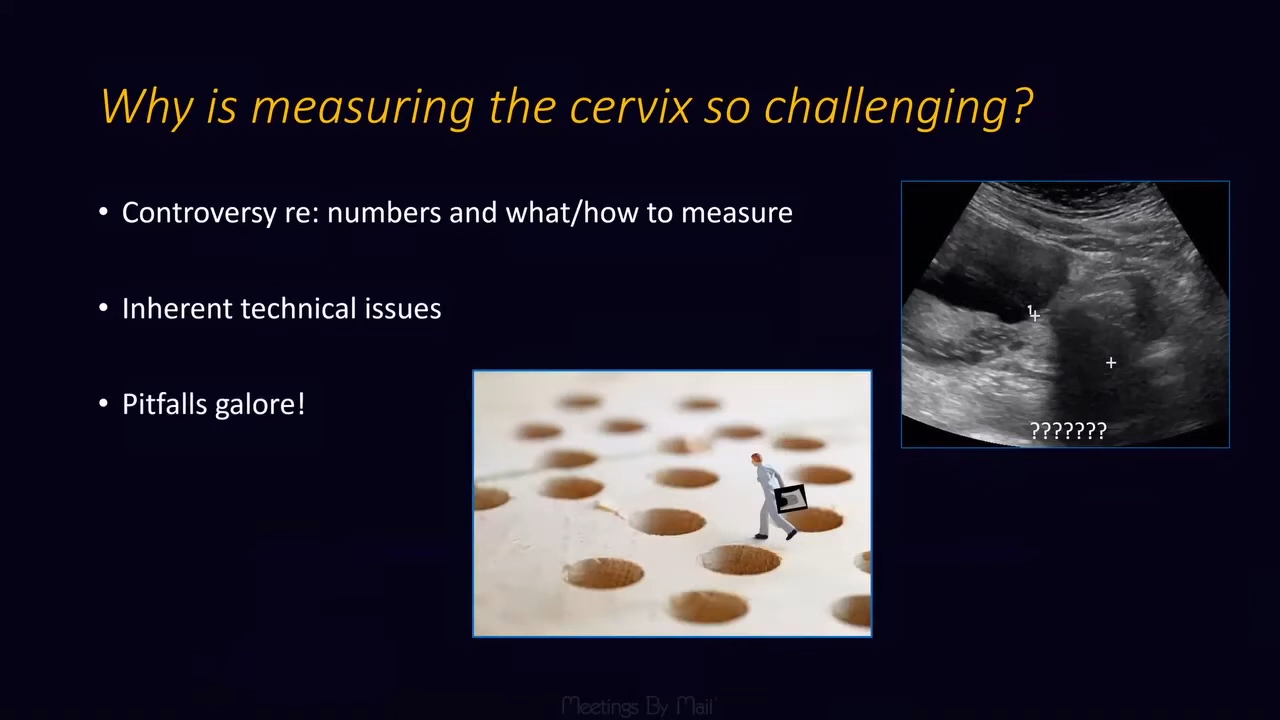 Why is measuring the cervix so challenging?
• Controversy re: numbers and what/how to measure
• Inherent technical issues
• Pitfalls galore!
1
???????
Meetings By Mail